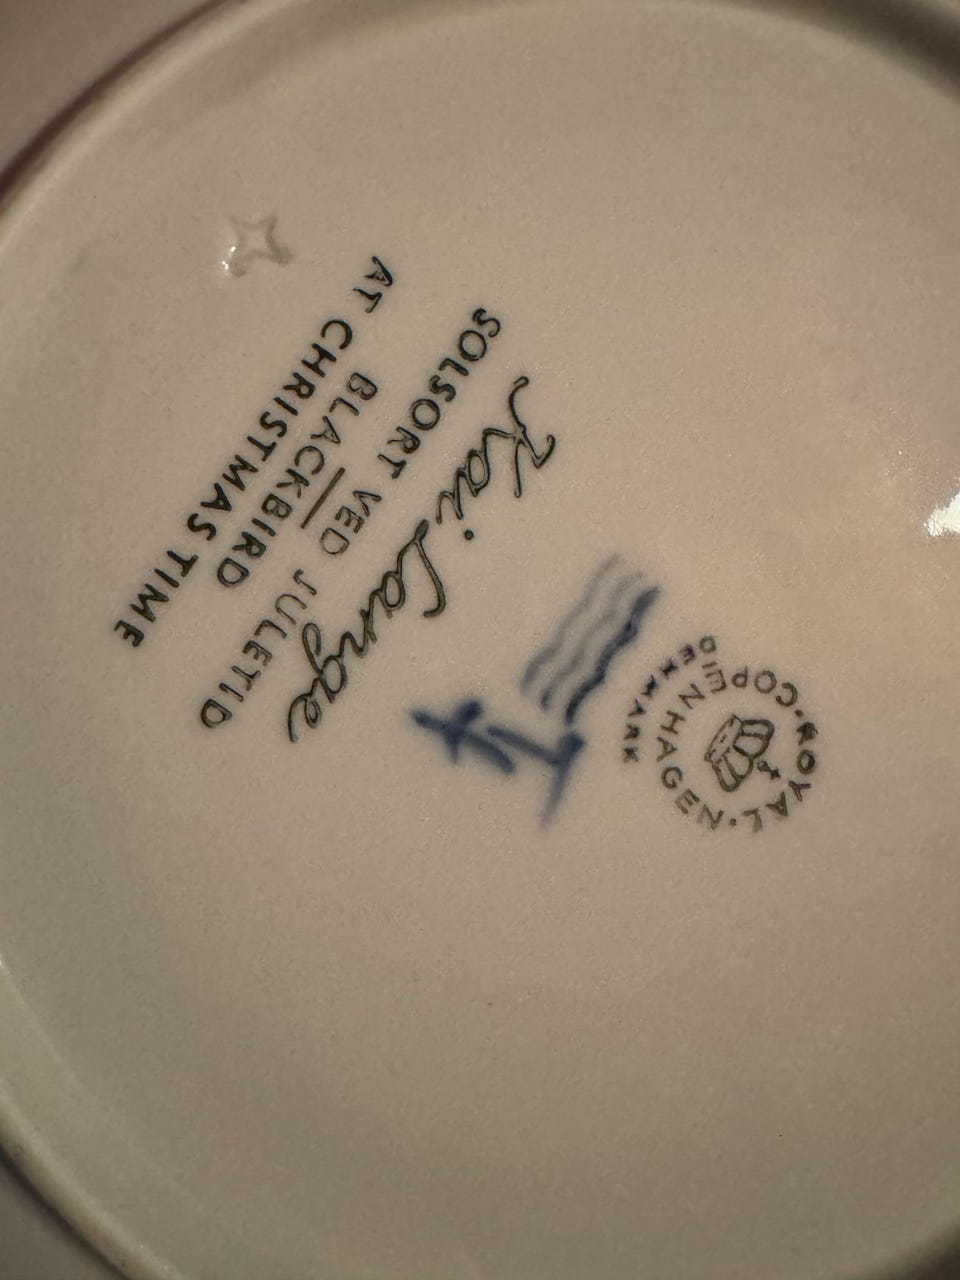 ROYAL · COPENHAGEN ·
DENMARK
Kai Lange
SOLSORT VED JULETID
BLACKBIRD
AT CHRISTMAS TIME